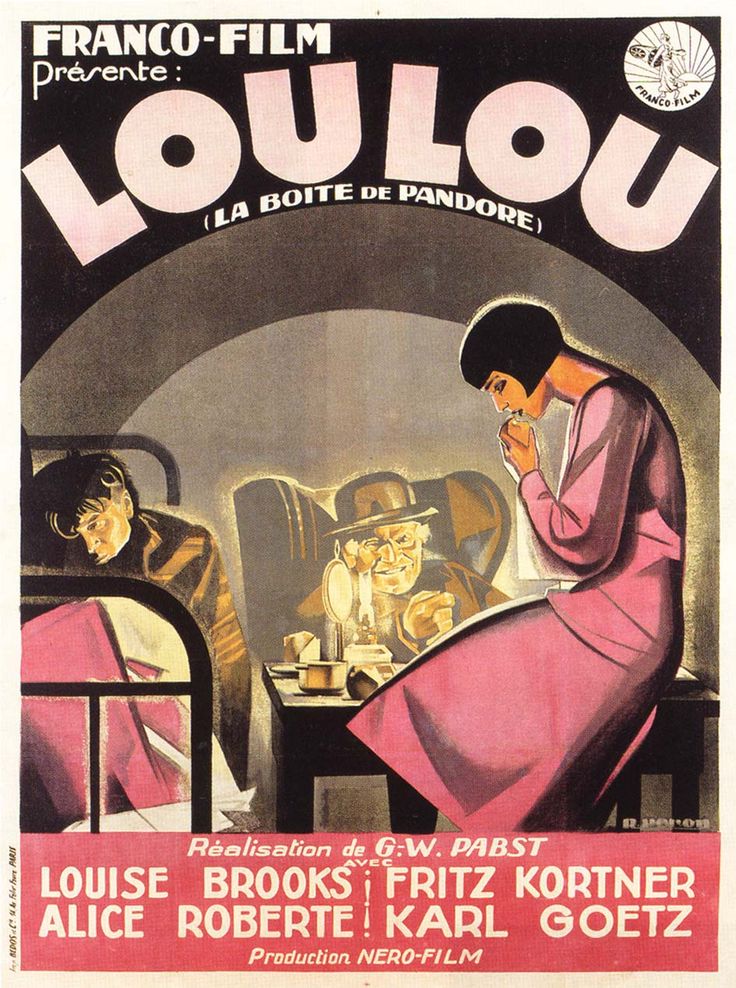 FRANCO-FILM
Présente :
FRANCO-FILM
LOULOU
(LA BOITE DE PANDORE)
Réalisation de G.-W. PABST
AVEC
LOUISE BROOKS ¡ FRITZ KORTNER
ALICE ROBERTE ! KARL GOETZ
Production NERO-FILM
PARIS